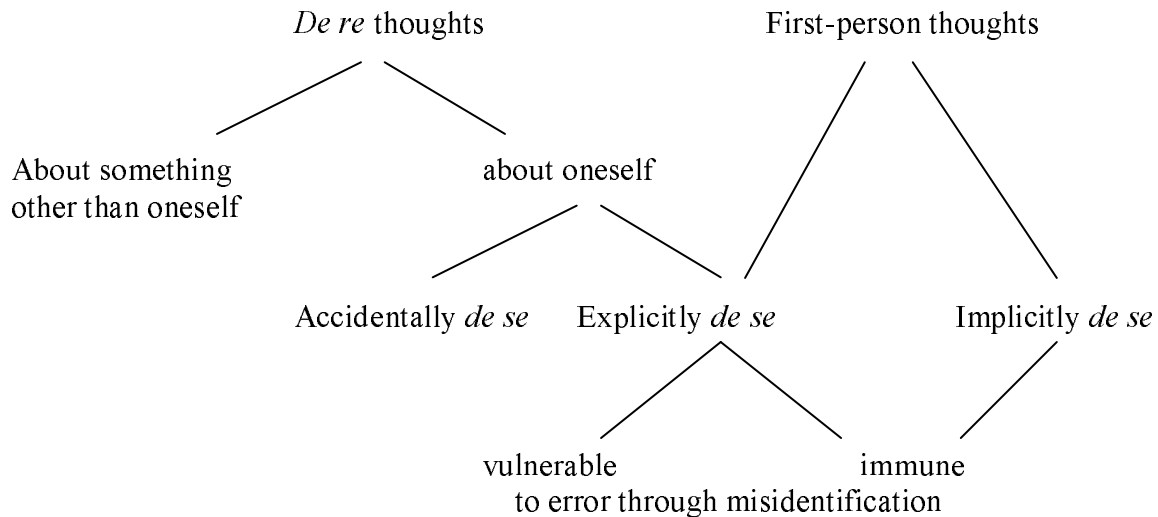 De re thoughts
First-person thoughts
About something
other than oneself
about oneself
Accidentally de se
Explicitly de se
Implicitly de se
vulnerable
immune
to error through misidentification